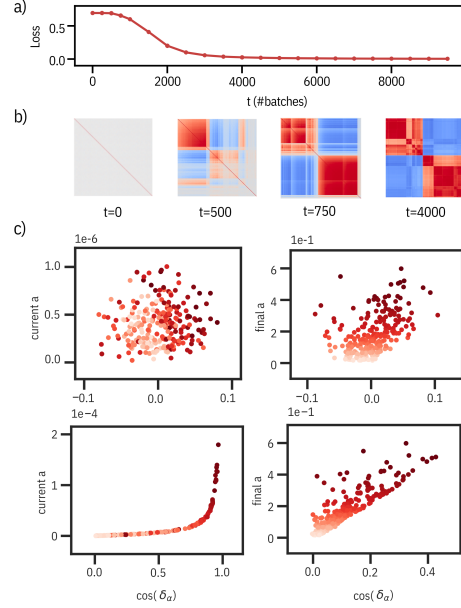 a)
Loss
0.5
0.0
0 2000 4000 6000 8000
t (#batches)
b)
t=0 t=500 t=750 t=4000
c)
1e-6 1e-1
current a final a
1.0 6
0.5 4
0.0 2
0
−0.1 0.0 0.1 −0.1 0.0 0.1
1e-4 1e-1
current a final a
2 6
1 4
0 2
0
0.0 0.5 1.0 0.0 0.2 0.4
cos( δα) cos( δα)